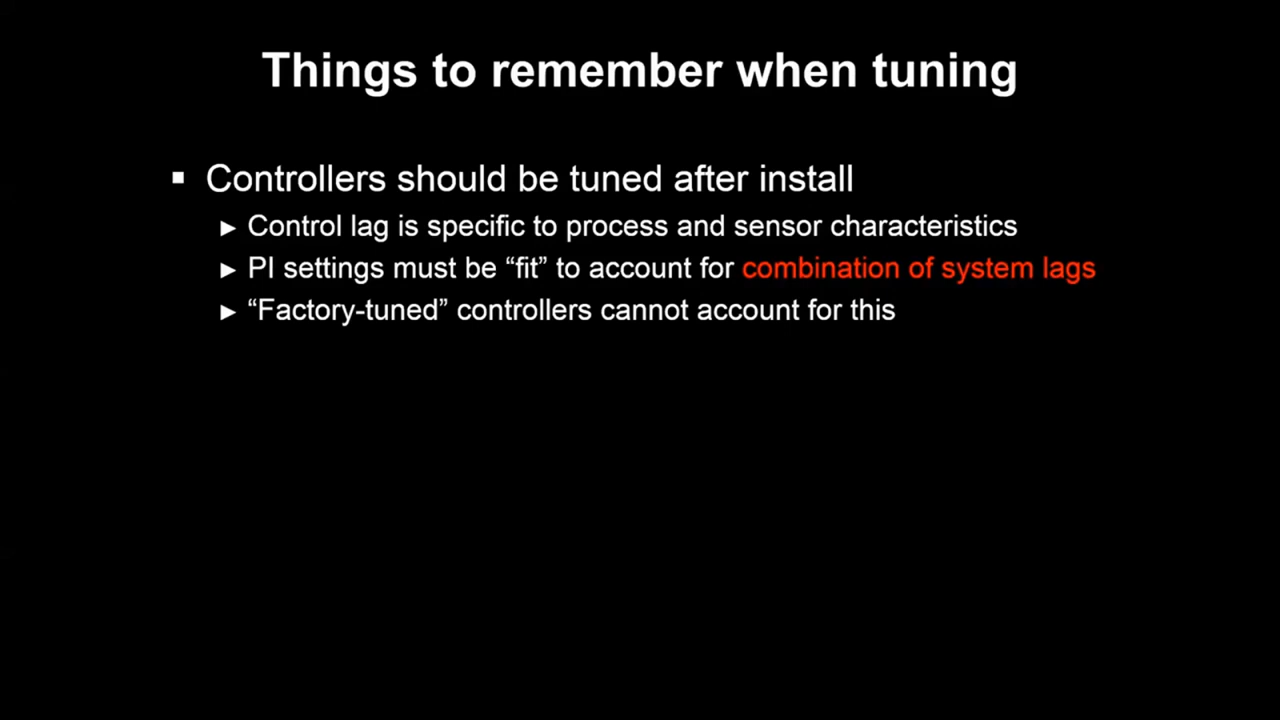 Things to remember when tuning
▪ Controllers should be tuned after install
► Control lag is specific to process and sensor characteristics
► PI settings must be “fit” to account for combination of system lags
► “Factory-tuned” controllers cannot account for this